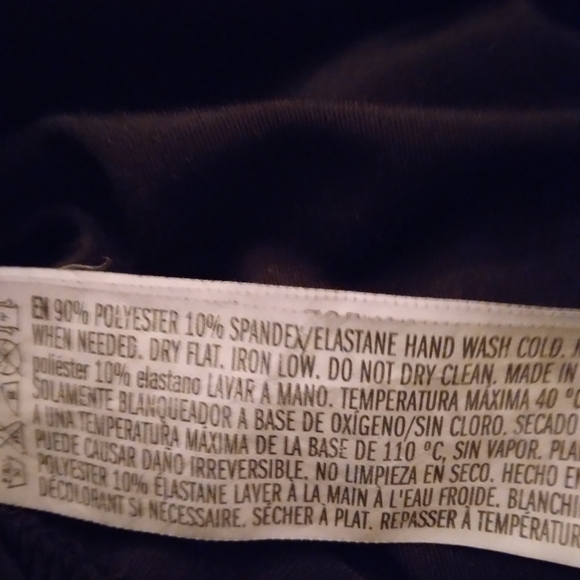 EN 90% POLYESTER 10% SPANDEX/ELASTANE HAND WASH COLD.
WHEN NEEDED. DRY FLAT. IRON LOW. DO NOT DRY CLEAN. MADE IN
poliéster 10% elastano LAVAR A MANO. TEMPERATURA MÁXIMA 40 ºC
SOLAMENTE BLANQUEADOR A BASE DE OXÍGENO/SIN CLORO. SECADO
A UNA TEMPERATURA MÁXIMA DE LA BASE DE 110 ºC, SIN VAPOR.
PUEDE CAUSAR DAÑO IRREVERSIBLE. NO LIMPIEZA EN SECO. HECHO EN
POLYESTER 10% ÉLASTANE LAVER À LA MAIN À L'EAU FROIDE.
DÉCOLORANT SI NÉCESSAIRE. SÉCHER À PLAT. REPASSER À